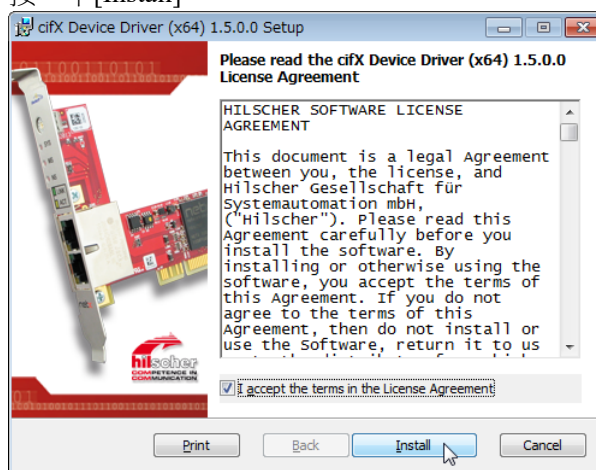 [Install]
cifX Device Driver (x64) 1.5.0.0 Setup
Please read the cifX Device Driver (x64) 1.5.0.0
License Agreement
HILSCHER SOFTWARE LICENSE
AGREEMENT
This document is a legal Agreement
between you, the license, and
Hilscher Gesellschaft für
Systemautomation mbH,
("Hilscher"). Please read this
Agreement carefully before you
install the software. By
installing or otherwise using the
software, you accept the terms of
this Agreement. If you do not
agree to the terms of this
Agreement, then do not install or
use the Software, return it to us
hilscher
COMPETENCE IN
COMMUNICATION
I accept the terms in the License Agreement
Print
Back
Install
Cancel